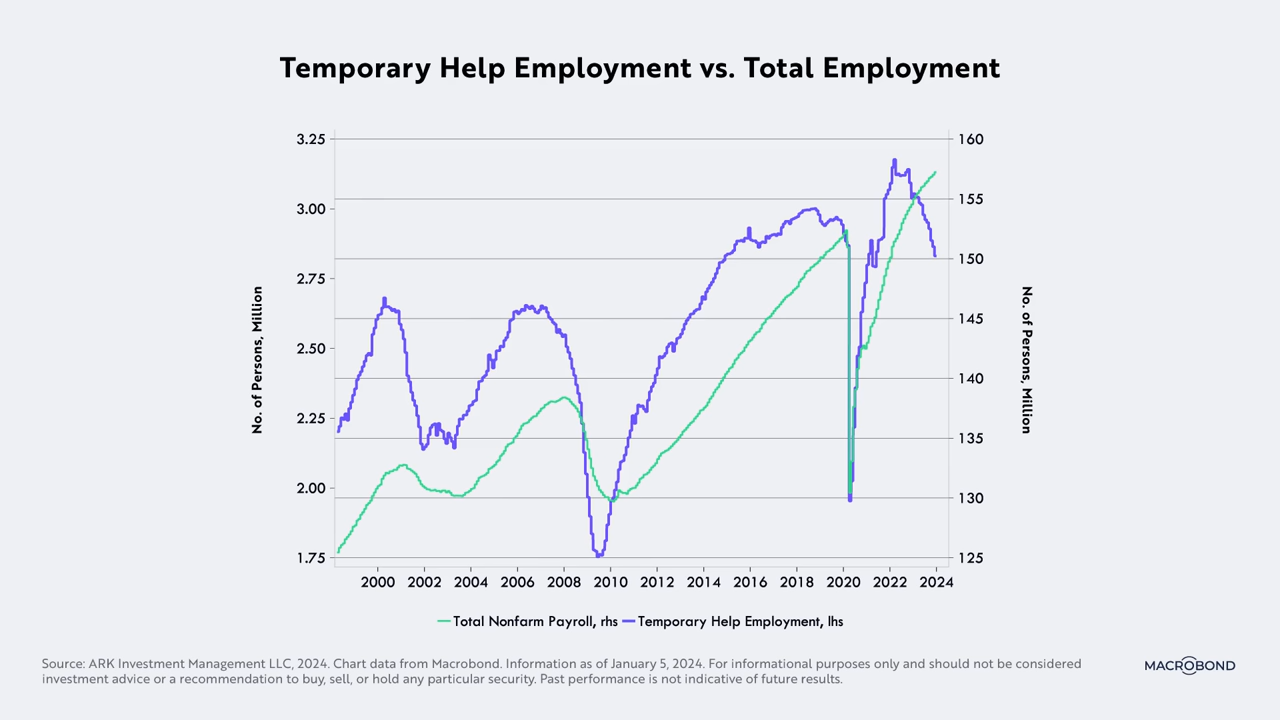 Temporary Help Employment vs. Total Employment
3.25
3.00
2.75
2.50
2.25
2.00
1.75
No. of Persons, Million
160
155
150
145
140
135
130
125
No. of Persons, Million
2000 2002 2004 2006 2008 2010 2012 2014 2016 2018 2020 2022 2024
Total Nonfarm Payroll, rhs Temporary Help Employment, lhs
Source: ARK Investment Management LLC, 2024. Chart data from Macrobond. Information as of January 5, 2024. For informational purposes only and should not be considered
investment advice or a recommendation to buy, sell, or hold any particular security. Past performance is not indicative of future results.
MACROBOND